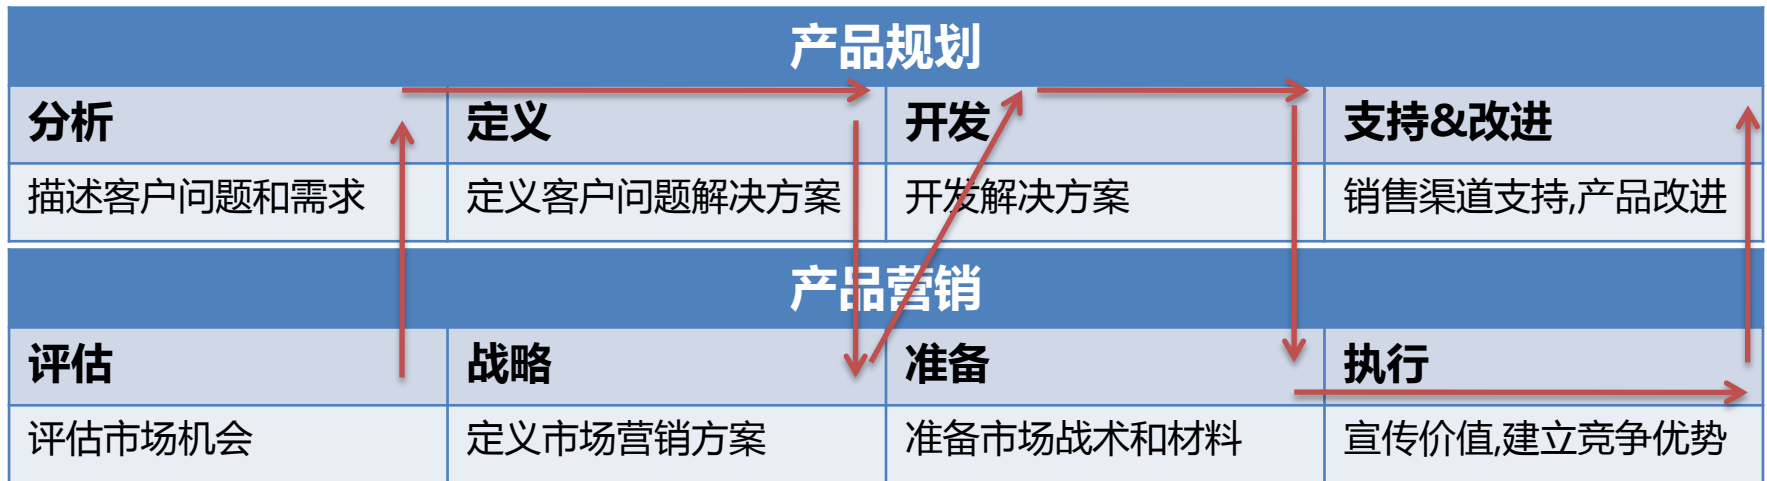 产品规划
分析 定义 开发 支持&改进
描述客户问题和需求 定义客户问题解决方案 开发解决方案 销售渠道支持,产品改进
产品营销
评估 战略 准备 执行
评估市场机会 定义市场营销方案 准备市场战术和材料 宣传价值,建立竞争优势